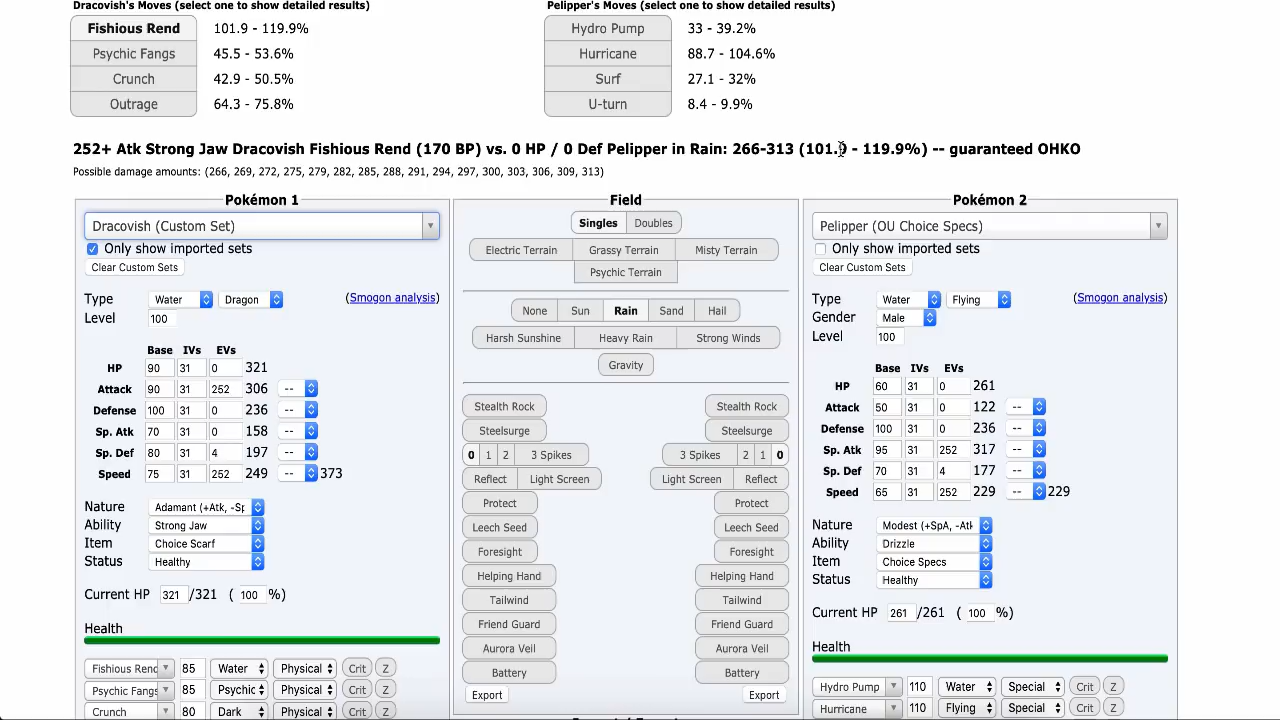 Dracovish's Moves (select one to show detailed results)
Pelipper's Moves (select one to show detailed results)
Fishious Rend 101.9 - 119.9%
Hydro Pump 33 - 39.2%
Psychic Fangs 45.5 - 53.6%
Hurricane 88.7 - 104.6%
Crunch 42.9 - 50.5%
Surf 27.1 - 32%
Outrage 64.3 - 75.8%
U-turn 8.4 - 9.9%
252+ Atk Strong Jaw Dracovish Fishious Rend (170 BP) vs. 0 HP / 0 Def Pelipper in Rain: 266-313 (101.9 - 119.9%) -- guaranteed OHKO
Possible damage amounts: (266, 269, 272, 275, 279, 282, 285, 288, 291, 294, 297, 300, 303, 306, 309, 313)
Pokémon 1
Dracovish (Custom Set)
Only show imported sets
Clear Custom Sets
Type Water Dragon (Smogon analysis)
Level 100
Base IVs EVs
HP 90 31 0 321
Attack 90 31 252 306 --
Defense 100 31 0 236 --
Sp. Atk 70 31 0 158 --
Sp. Def 80 31 4 197 --
Speed 75 31 252 249 -- 373
Nature Adamant (+Atk, -Sp
Ability Strong Jaw
Item Choice Scarf
Status Healthy
Current HP 321 /321 ( 100 %)
Health
Fishious Rend 85 Water Physical Crit Z
Psychic Fangs 85 Psychic Physical Crit Z
Crunch 80 Dark Physical Crit Z
Field
Singles Doubles
Electric Terrain Grassy Terrain Misty Terrain
Psychic Terrain
None Sun Rain Sand Hail
Harsh Sunshine Heavy Rain Strong Winds
Gravity
Stealth Rock Stealth Rock
Steelsurge Steelsurge
0 1 2 3 Spikes 3 Spikes 2 1 0
Reflect Light Screen Light Screen Reflect
Protect Protect
Leech Seed Leech Seed
Foresight Foresight
Helping Hand Helping Hand
Tailwind Tailwind
Friend Guard Friend Guard
Aurora Veil Aurora Veil
Battery Battery
Export Export
Pokémon 2
Pelipper (OU Choice Specs)
Only show imported sets
Clear Custom Sets
Type Water Flying (Smogon analysis)
Gender Male
Level 100
Base IVs EVs
HP 60 31 0 261
Attack 50 31 0 122 --
Defense 100 31 0 236 --
Sp. Atk 95 31 252 317 --
Sp. Def 70 31 4 177 --
Speed 65 31 252 229 -- 229
Nature Modest (+SpA, -Atk
Ability Drizzle
Item Choice Specs
Status Healthy
Current HP 261 /261 ( 100 %)
Health
Hydro Pump 110 Water Special Crit Z
Hurricane 110 Flying Special Crit Z